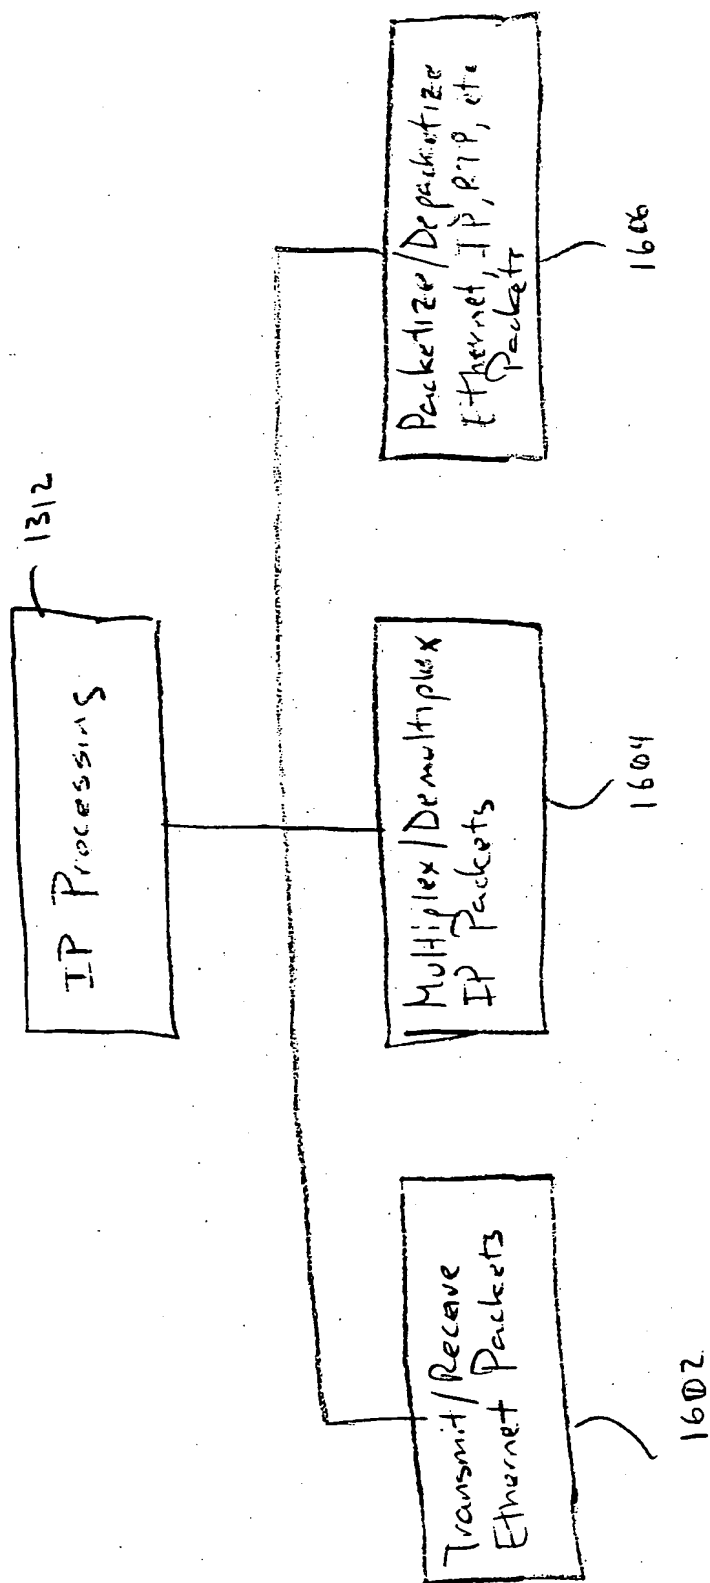 IP Processing
1312
Transmit/Receive
Ethernet Packets
1602
Multiplex/Demultiplex
IP Packets
1604
Packetize/Depacketize
Ethernet, IP, RTP, etc
Packets
1606